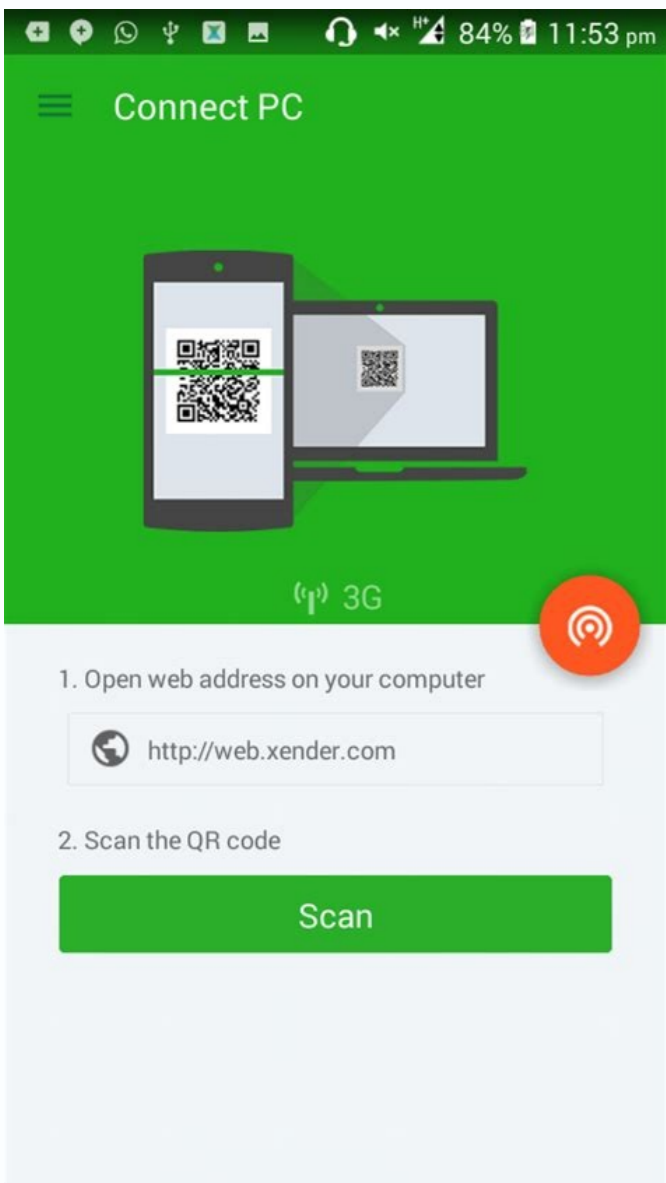 H+ 84% 11:53 pm
Connect PC
3G
1. Open web address on your computer
http://web.xender.com
2. Scan the QR code
Scan